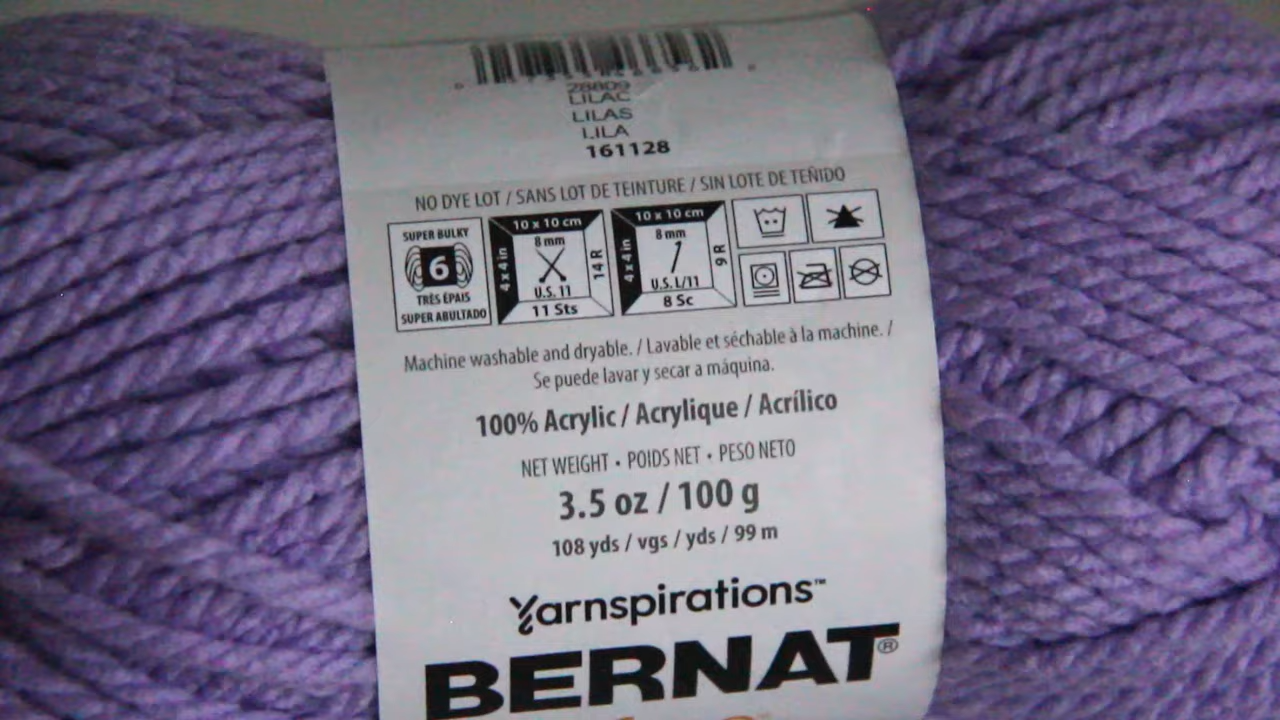 28809
LILAC
LILAS
LILA
161128
NO DYE LOT / SANS LOT DE TEINTURE / SIN LOTE DE TEÑIDO
SUPER BULKY
6
TRÈS ÉPAIS
SUPER ABULTADO
10 x 10 cm
4 x 4 in
8 mm
14 R
U.S. 11
11 Sts
10 x 10 cm
4 x 4 in
8 mm
9 R
U.S. L/11
8 Sc
Machine washable and dryable. / Lavable et séchable à la machine. /
Se puede lavar y secar a máquina.
100% Acrylic / Acrylique / Acrílico
NET WEIGHT • POIDS NET • PESO NETO
3.5 oz / 100 g
108 yds / vgs / yds / 99 m
Yarnspirations™
BERNAT®